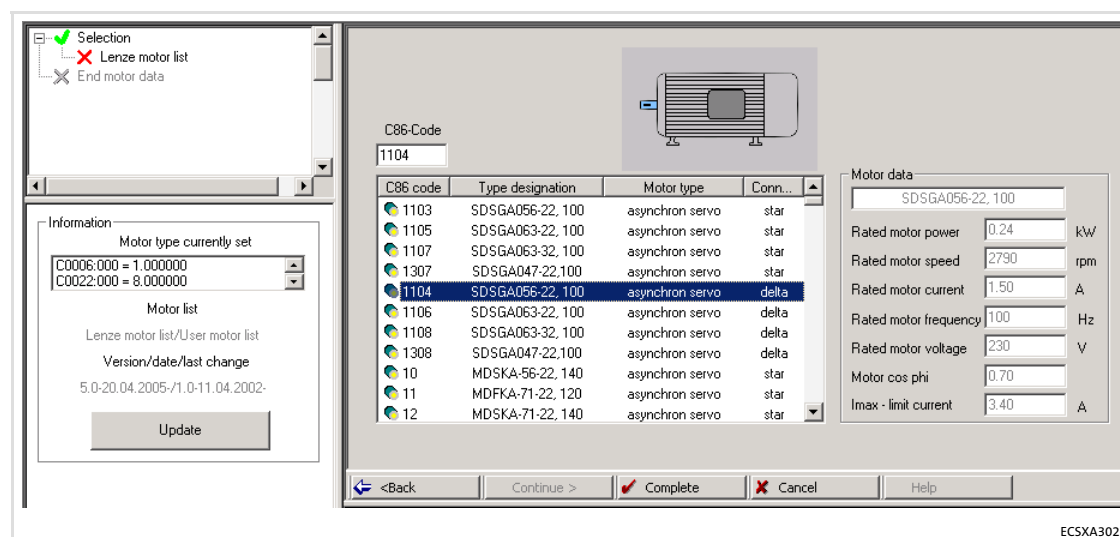 Selection
Lenze motor list
End motor data
Information
Motor type currently set
C0006:000 = 1.000000
C0022:000 = 8.000000
Motor list
Lenze motor list/User motor list
Version/date/last change
5.0-20.04.2005-/1.0-11.04.2002-
Update
C86-Code
1104
C86 code Type designation Motor type Conn...
1103 SDSGA056-22, 100 asynchron servo star
1105 SDSGA063-22, 100 asynchron servo star
1107 SDSGA063-32, 100 asynchron servo star
1307 SDSGA047-22,100 asynchron servo star
1104 SDSGA056-22, 100 asynchron servo delta
1106 SDSGA063-22, 100 asynchron servo delta
1108 SDSGA063-32, 100 asynchron servo delta
1308 SDSGA047-22,100 asynchron servo delta
10 MDSKA-56-22, 140 asynchron servo star
11 MDFKA-71-22, 120 asynchron servo star
12 MDSKA-71-22, 140 asynchron servo star
Motor data
SDSGA056-22, 100
Rated motor power 0.24 kW
Rated motor speed 2790 rpm
Rated motor current 1.50 A
Rated motor frequency 100 Hz
Rated motor voltage 230 V
Motor cos phi 0.70
Imax - limit current 3.40 A
<Back Continue > Complete Cancel Help
ECSXA302